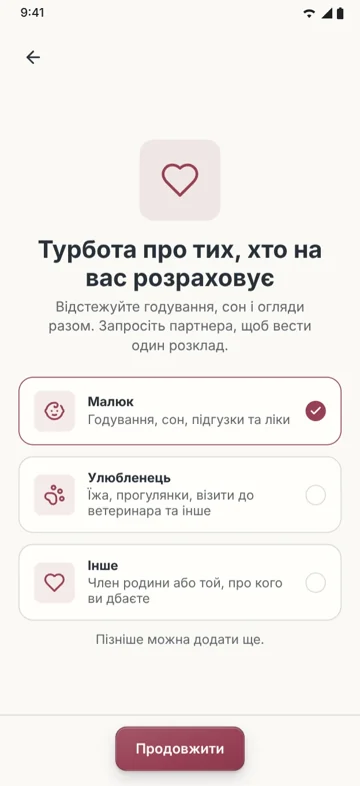 9:41
Турбота про тих, хто на
вас розраховує
Відстежуйте годування, сон і огляди
разом. Запросіть партнера, щоб вести
один розклад.
Малюк
Годування, сон, підгузки та ліки
Улюбленець
Їжа, прогулянки, візити до
ветеринара та інше
Інше
Член родини або той, про кого
ви дбаєте
Пізніше можна додати ще.
Продовжити